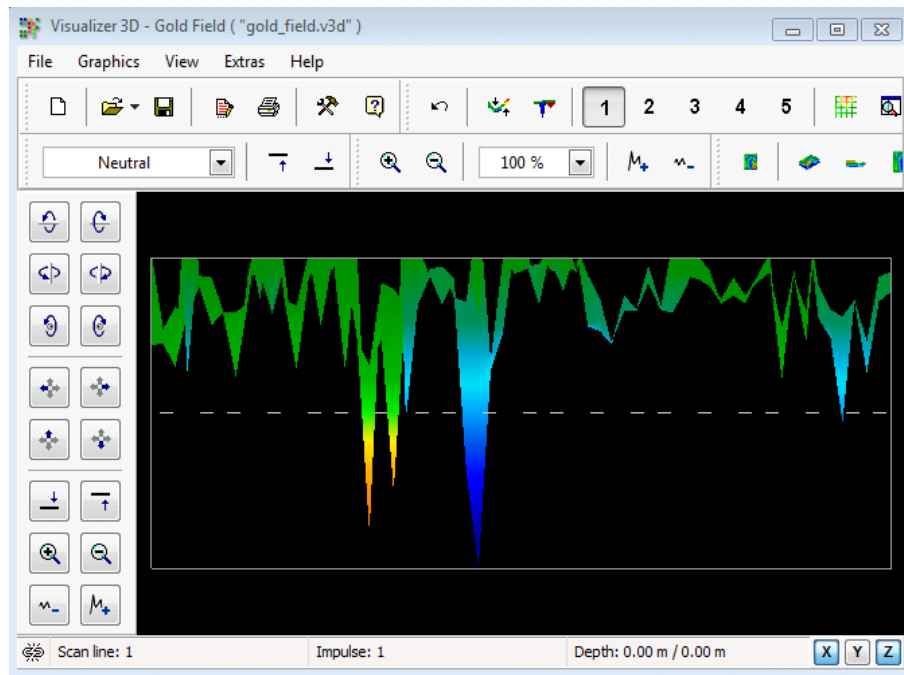 Visualizer 3D - Gold Field ( "gold_field.v3d" )
File Graphics View Extras Help
1 2 3 4 5
Neutral 100 %
Scan line: 1 Impulse: 1 Depth: 0.00 m / 0.00 m X Y Z